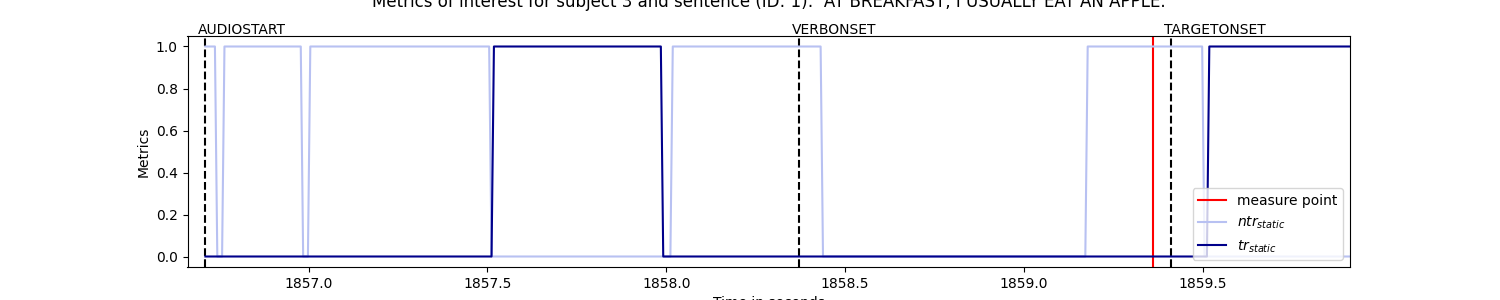 Metrics of interest for subject 3 and sentence (ID: 1): "AT BREAKFAST, I USUALLY EAT AN APPLE."
AUDIOSTART VERBONSET TARGETONSET
1.0
0.8
0.6
0.4
0.2
0.0
Metrics
measure point
ntr_static
tr_static
1857.0 1857.5 1858.0 1858.5 1859.0 1859.5
Time in seconds